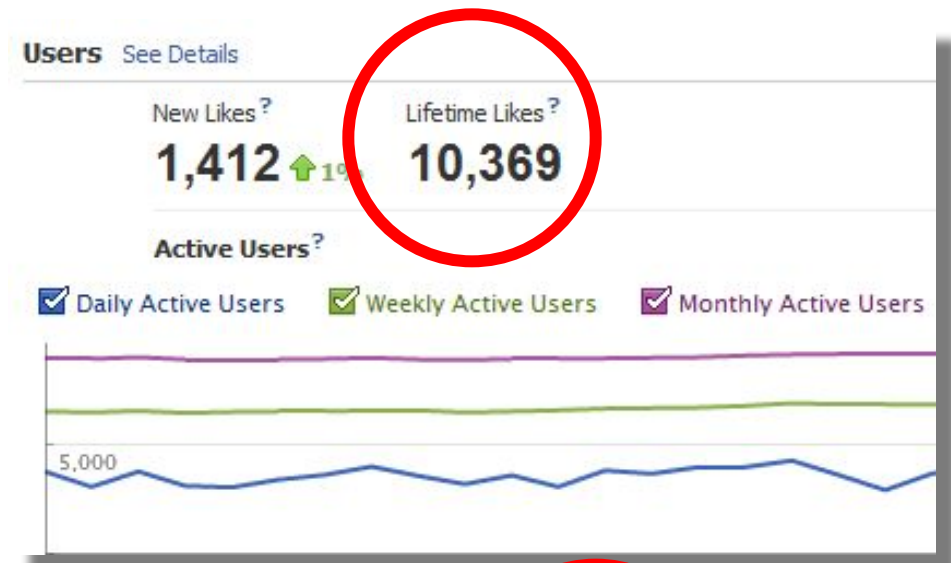 Users See Details
New Likes? Lifetime Likes?
1,412 1% 10,369
Active Users?
Daily Active Users Weekly Active Users Monthly Active Users
5,000